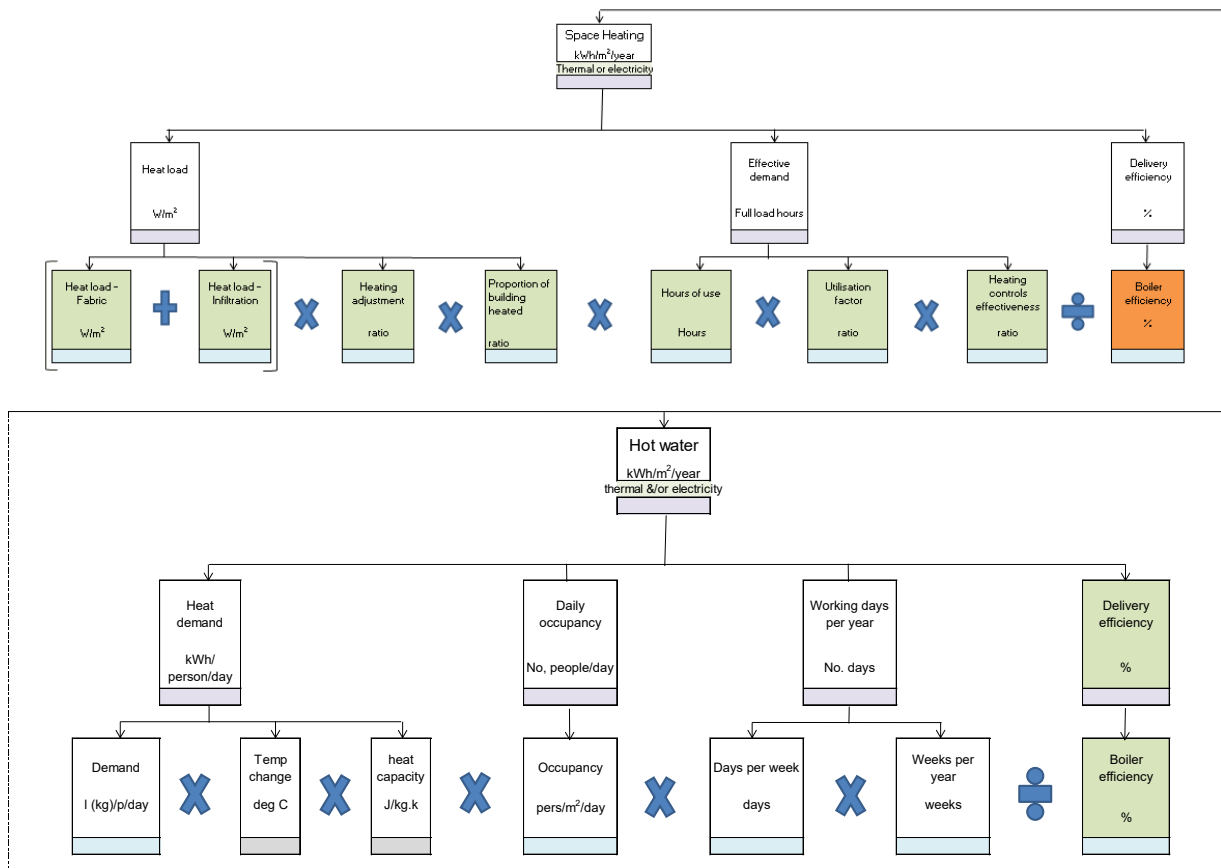 Space Heating
kWh/m²/year
Thermal or electricity
Heat load
W/m²
Effective
demand
Full load hours
Delivery
efficiency
%
Heat load –
Fabric
W/m²
Heat load –
Infiltration
W/m²
Heating
adjustment
ratio
Proportion of
building
heated
ratio
Hours of use
Hours
Utilisation
factor
ratio
Heating
controls
effectiveness
ratio
Boiler
efficiency
%
Hot water
kWh/m²/year
thermal &/or electricity
Heat
demand
kWh/
person/day
Daily
occupancy
No, people/day
Working days
per year
No. days
Delivery
efficiency
%
Demand
l (kg)/p/day
Temp
change
deg C
heat
capacity
J/kg.k
Occupancy
pers/m²/day
Days per week
days
Weeks per
year
weeks
Boiler
efficiency
%